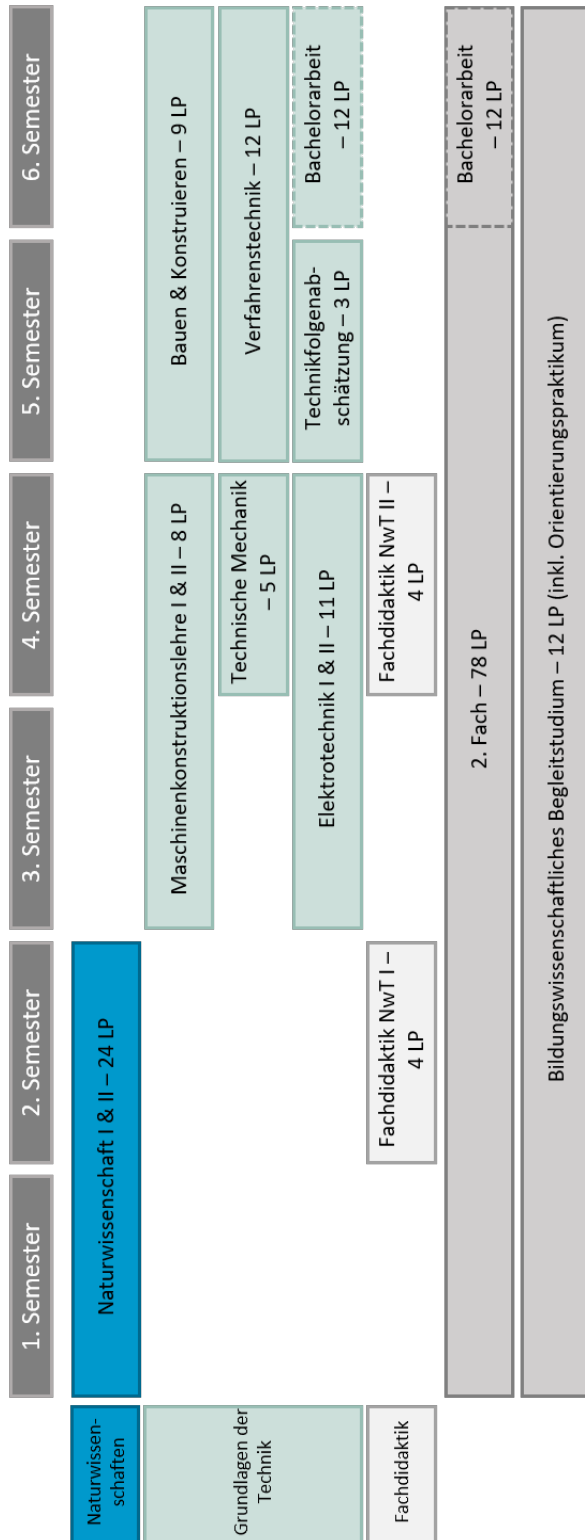 1. Semester
2. Semester
3. Semester
4. Semester
5. Semester
6. Semester
Naturwissen-
schaften
Naturwissenschaft I & II – 24 LP
Grundlagen der
Technik
Maschinenkonstruktionslehre I & II – 8 LP
Bauen & Konstruieren – 9 LP
Technische Mechanik
– 5 LP
Verfahrenstechnik – 12 LP
Elektrotechnik I & II – 11 LP
Technikfolgenab-
schätzung – 3 LP
Bachelorarbeit
– 12 LP
Fachdidaktik
Fachdidaktik NwT I –
4 LP
Fachdidaktik NwT II –
4 LP
2. Fach – 78 LP
Bachelorarbeit
– 12 LP
Bildungswissenschaftliches Begleitstudium – 12 LP (inkl. Orientierungspraktikum)